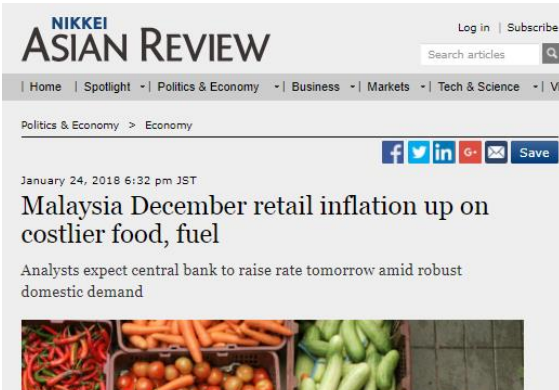 NIKKEI
ASIAN REVIEW
Log in | Subscribe
Search articles
| Home | Spotlight | Politics & Economy | Business | Markets | Tech & Science | V
Politics & Economy > Economy
f in G+ Save
January 24, 2018 6:32 pm JST
Malaysia December retail inflation up on
costlier food, fuel
Analysts expect central bank to raise rate tomorrow amid robust
domestic demand